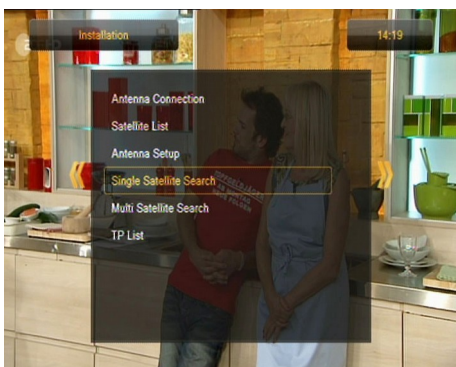 Installation
14:19
Antenna Connection
Satellite List
Antenna Setup
Single Satellite Search
Multi Satellite Search
TP List